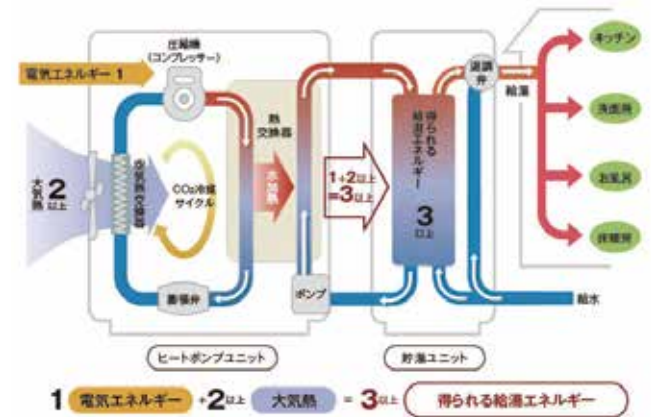 圧縮機
(コンプレッサー)
電気エネルギー 1
大気熱 2以上
空気熱交換器
CO₂冷媒
サイクル
膨張弁
熱
交換器
水加熱
ポンプ
1+2以上
=3以上
得られる
給湯エネルギー
3
以上
温調
弁
給湯
キッチン
洗面所
お風呂
床暖房
給水
ヒートポンプユニット
貯湯ユニット
1 電気エネルギー +2以上 大気熱 = 3以上 得られる給湯エネルギー